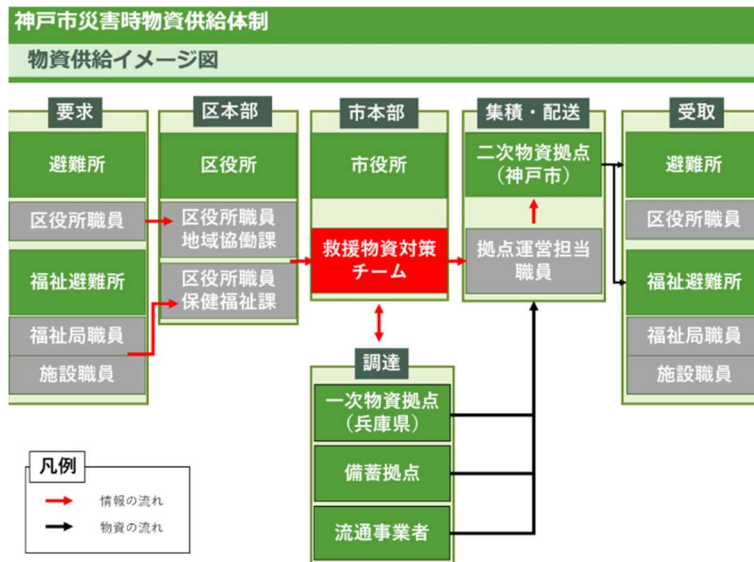 神戸市災害時物資供給体制
物資供給イメージ図
要求
避難所
区役所職員
福祉避難所
福祉局職員
施設職員
区本部
区役所
区役所職員
地域協働課
区役所職員
保健福祉課
市本部
市役所
救援物資対策
チーム
調達
一次物資拠点
(兵庫県)
備蓄拠点
流通事業者
集積・配送
二次物資拠点
(神戸市)
拠点運営担当
職員
受取
避難所
区役所職員
福祉避難所
福祉局職員
施設職員
凡例
情報の流れ
物資の流れ